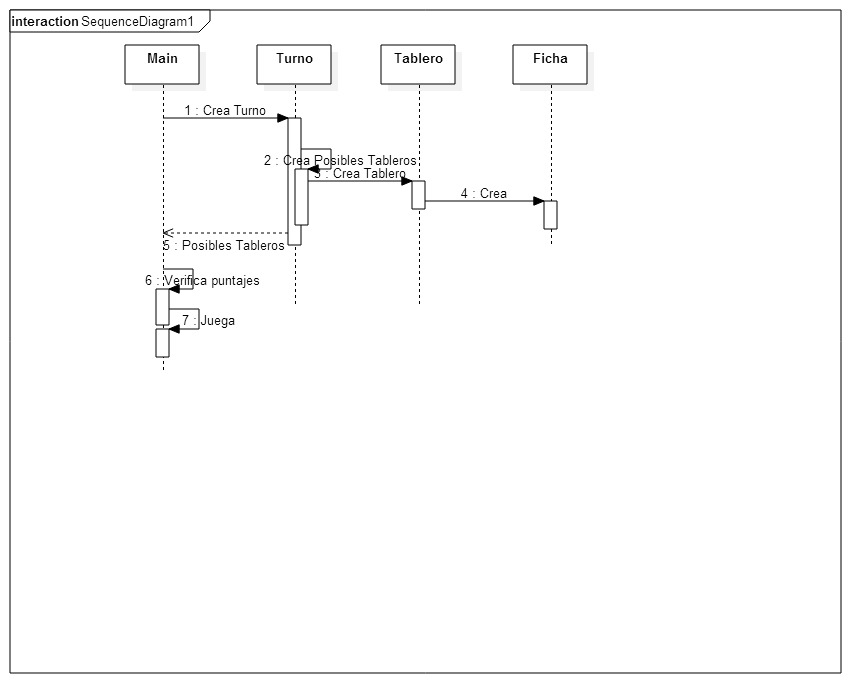 interaction SequenceDiagram1
Main
Turno
Tablero
Ficha
1 : Crea Turno
2 : Crea Posibles Tableros
3 : Crea Tablero
4 : Crea
5 : Posibles Tableros
6 : Verifica puntajes
7 : Juega